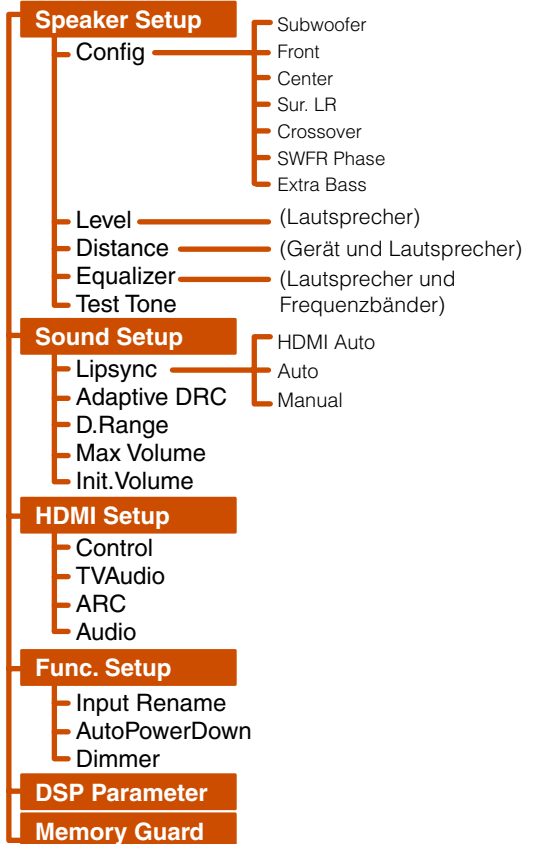 Speaker Setup
Config
Subwoofer
Front
Center
Sur. LR
Crossover
SWFR Phase
Extra Bass
Level
(Lautsprecher)
Distance
(Gerät und Lautsprecher)
Equalizer
(Lautsprecher und
Frequenzbänder)
Test Tone
Sound Setup
Lipsync
HDMI Auto
Auto
Manual
Adaptive DRC
D.Range
Max Volume
Init.Volume
HDMI Setup
Control
TVAudio
ARC
Audio
Func. Setup
Input Rename
AutoPowerDown
Dimmer
DSP Parameter
Memory Guard